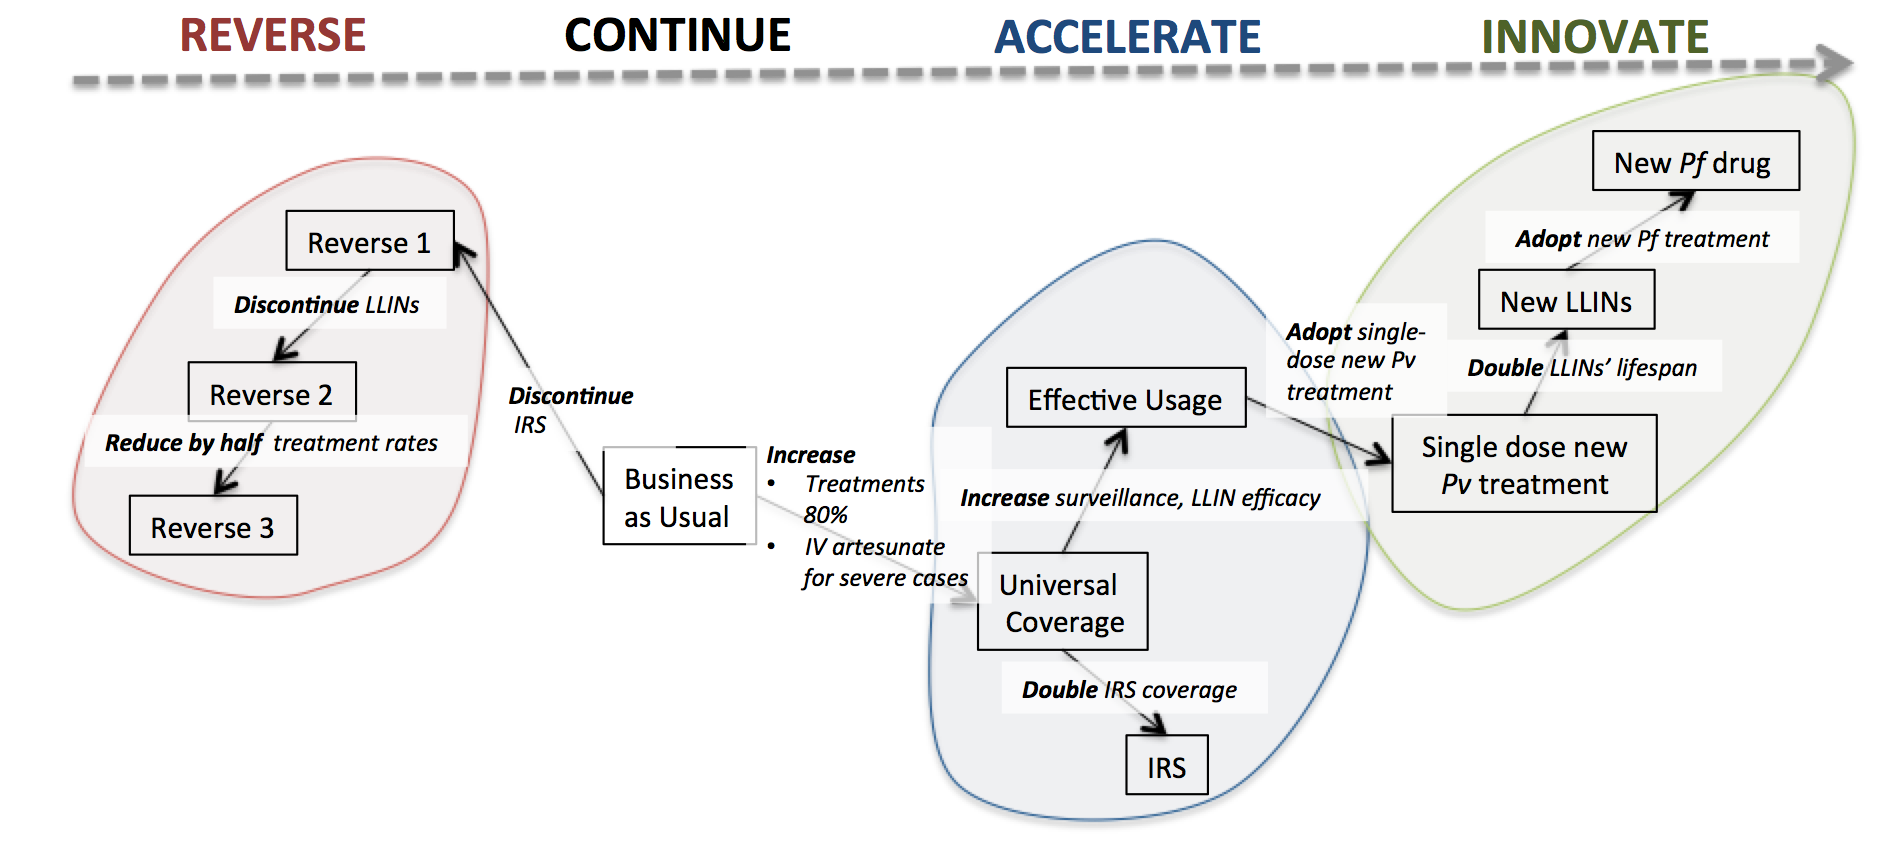 REVERSE
CONTINUE
ACCELERATE
INNOVATE
Reverse 1
Discontinue LLINs
Reverse 2
Reduce by half treatment rates
Reverse 3
Discontinue
IRS
Business
as Usual
Increase
• Treatments
80%
• IV artesunate
for severe cases
Effective Usage
Increase surveillance, LLIN efficacy
Universal
Coverage
Double IRS coverage
IRS
Adopt single-
dose new Pv
treatment
New Pf drug
Adopt new Pf treatment
New LLINs
Double LLINs’ lifespan
Single dose new
Pv treatment